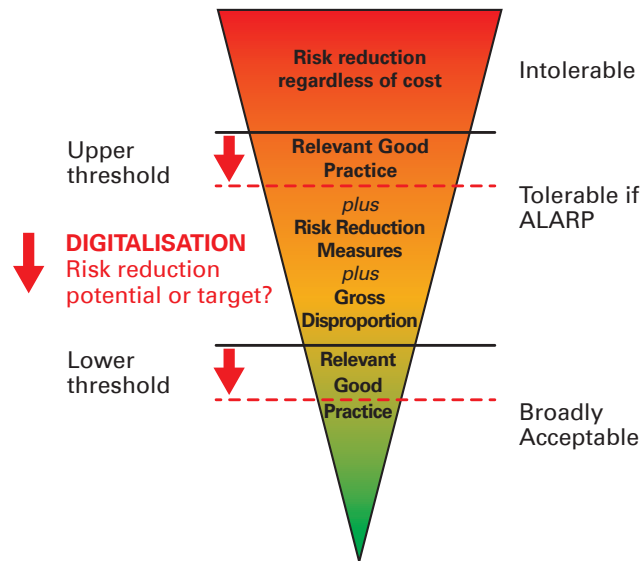 Risk reduction
regardless of cost
Intolerable
Upper
threshold
Relevant Good
Practice
Tolerable if
ALARP
plus
Risk Reduction
Measures
plus
Gross
Disproportion
DIGITALISATION
Risk reduction
potential or target?
Lower
threshold
Relevant
Good
Practice
Broadly
Acceptable